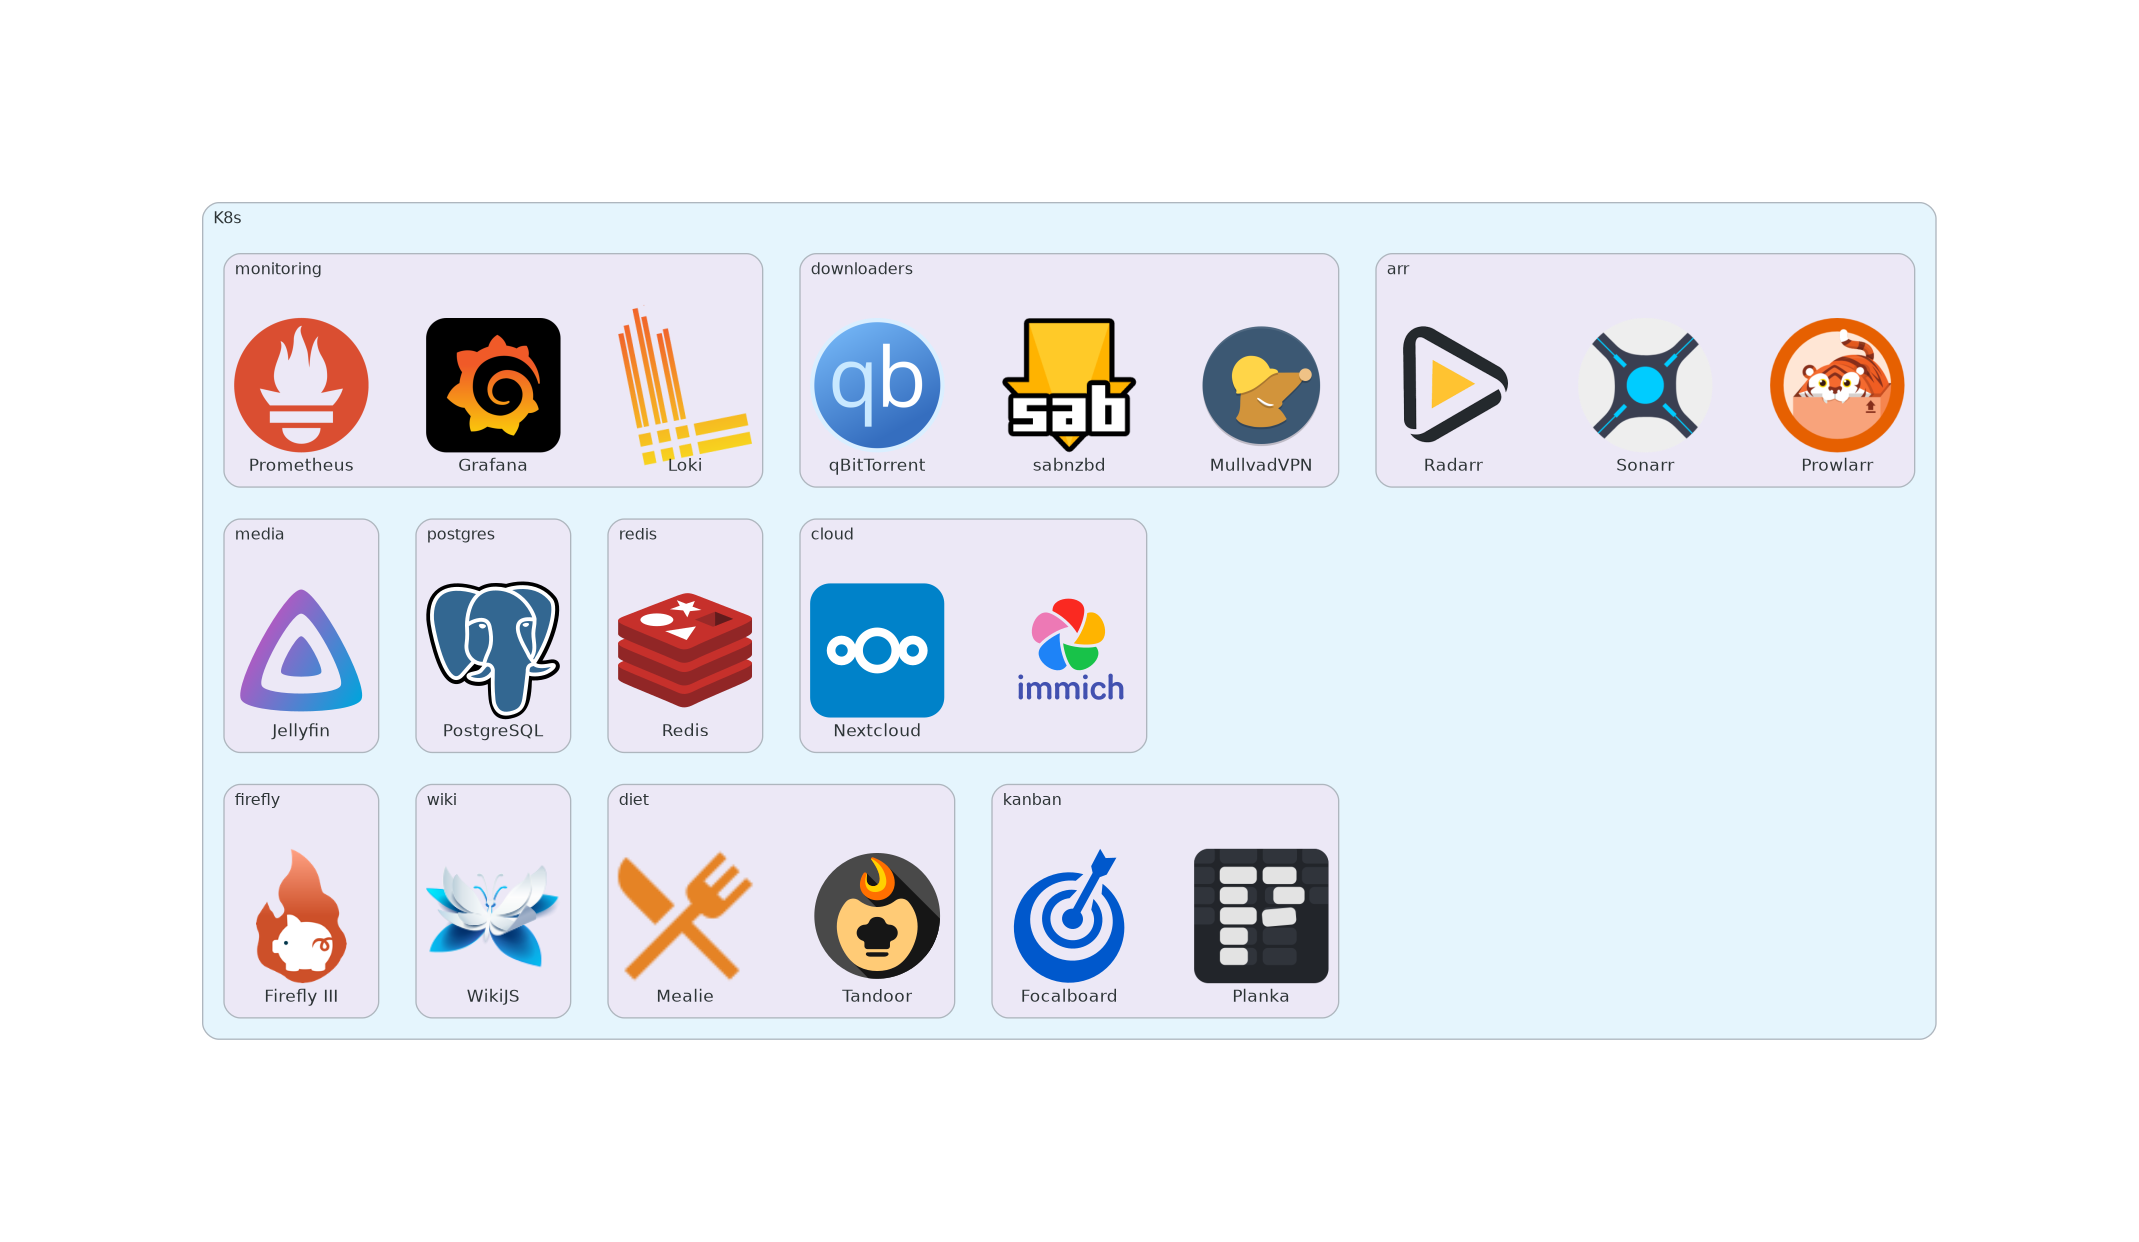 K8s
monitoring
Prometheus
Grafana
Loki
downloaders
qb
qBitTorrent
sab
sabnzbd
MullvadVPN
arr
Radarr
Sonarr
Prowlarr
media
Jellyfin
postgres
PostgreSQL
redis
Redis
cloud
Nextcloud
immich
firefly
Firefly III
wiki
WikiJS
diet
Mealie
Tandoor
kanban
Focalboard
Planka